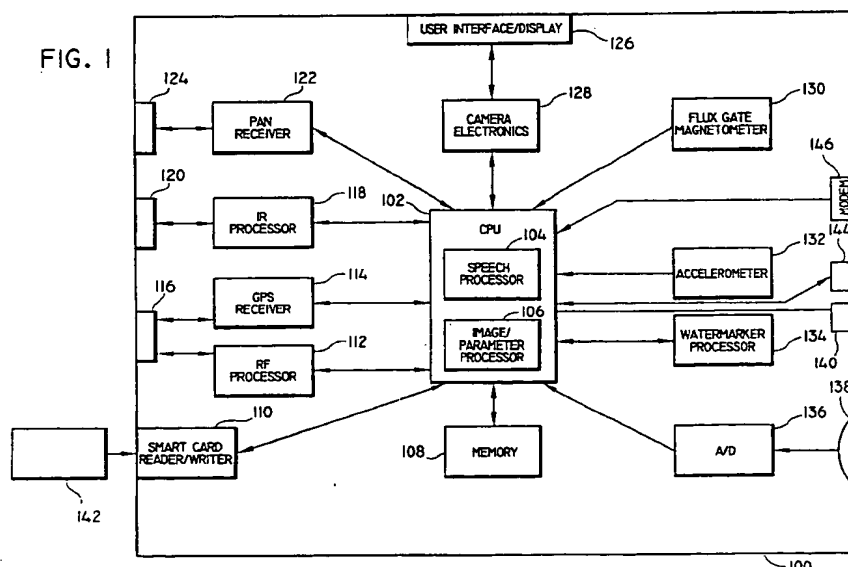 FIG. 1
USER INTERFACE/DISPLAY
126
124
122
PAN
RECEIVER
128
CAMERA
ELECTRONICS
130
FLUX GATE
MAGNETOMETER
120
118
IR
PROCESSOR
102
CPU
104
SPEECH
PROCESSOR
106
IMAGE/
PARAMETER
PROCESSOR
146
MODEM
144
132
ACCELEROMETER
116
114
GPS
RECEIVER
112
RF
PROCESSOR
WATERMARKER
PROCESSOR
134
140
110
SMART CARD
READER/WRITER
142
108
MEMORY
136
A/D
138
100